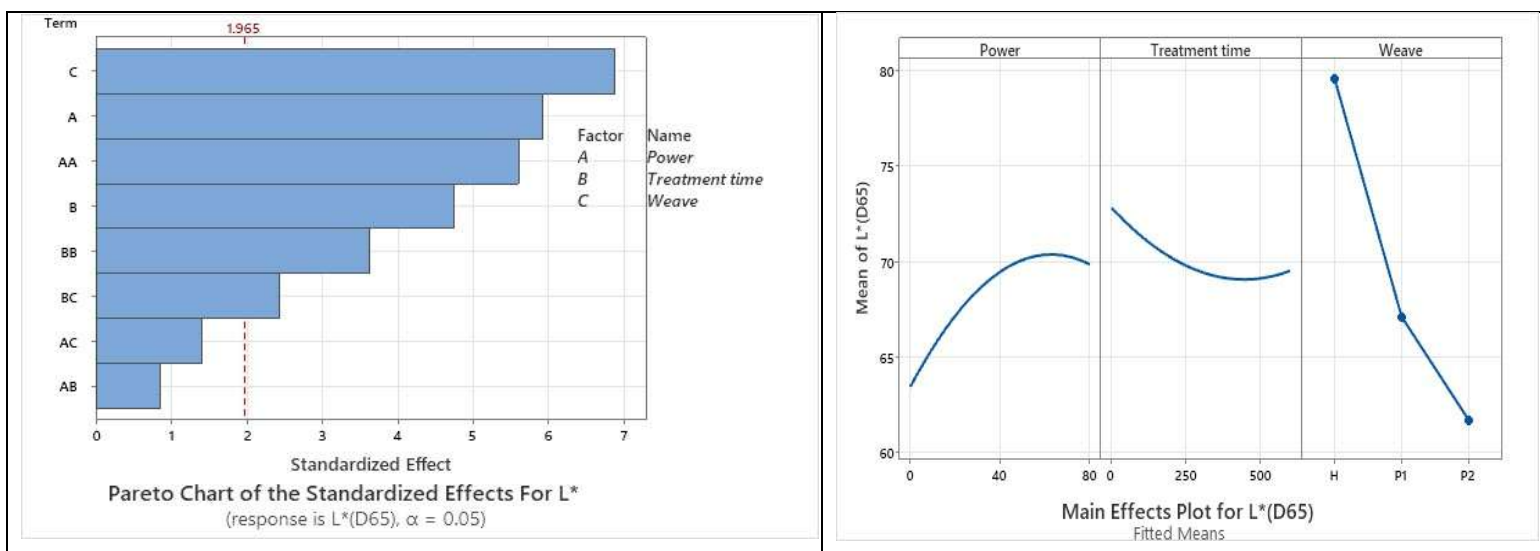 Term
1.965
C
A
AA
B
BB
BC
AC
AB
Factor Name
A Power
B Treatment time
C Weave
0 1 2 3 4 5 6 7
Standardized Effect
Pareto Chart of the Standardized Effects For L*
(response is L*(D65), α = 0.05)
Power Treatment time Weave
Mean of L*(D65)
80
75
70
65
60
0 40 80 0 250 500 H P1 P2
Main Effects Plot for L*(D65)
Fitted Means